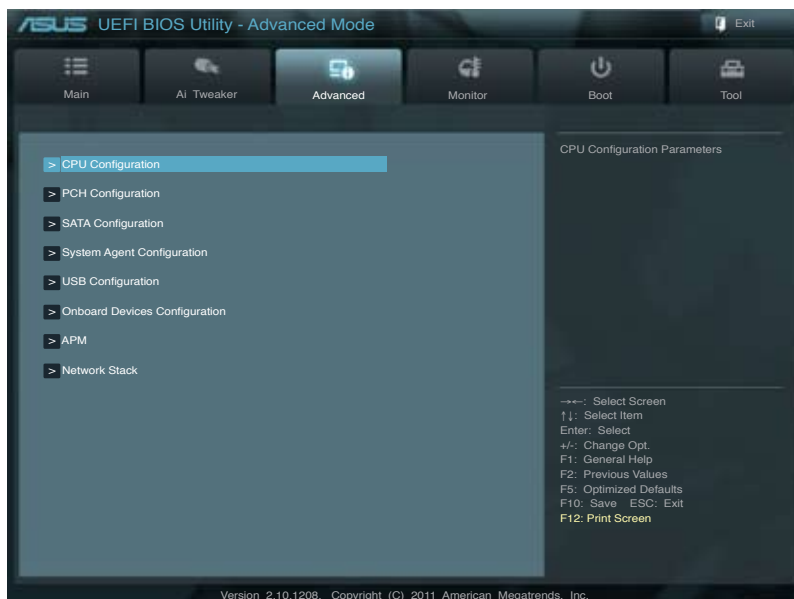 ASUS UEFI BIOS Utility - Advanced Mode
Exit
Main
Ai Tweaker
Advanced
Monitor
Boot
Tool
> CPU Configuration
> PCH Configuration
> SATA Configuration
> System Agent Configuration
> USB Configuration
> Onboard Devices Configuration
> APM
> Network Stack
CPU Configuration Parameters
→←: Select Screen
↑↓: Select Item
Enter: Select
+/-: Change Opt.
F1: General Help
F2: Previous Values
F5: Optimized Defaults
F10: Save ESC: Exit
F12: Print Screen
Version 2.10.1208. Copyright (C) 2011 American Megatrends, Inc.